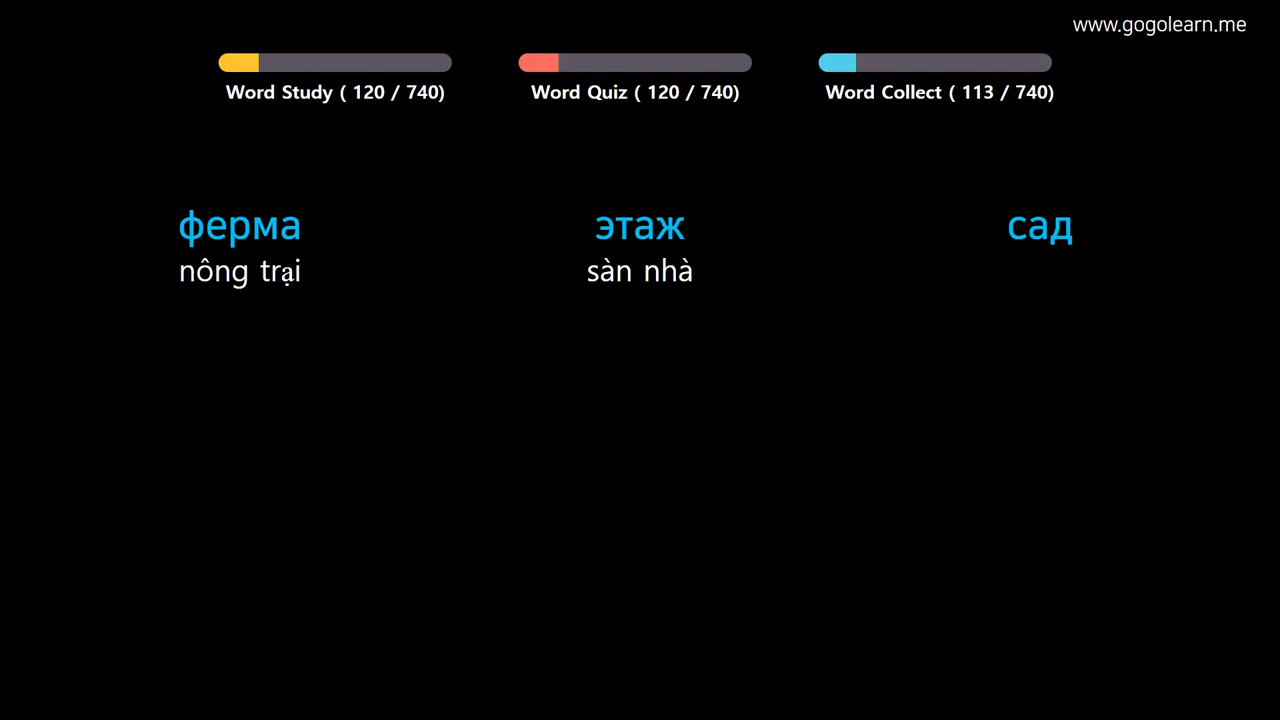 www.gogolearn.me
Word Study ( 120 / 740)
Word Quiz ( 120 / 740)
Word Collect ( 113 / 740)
ферма
nông trại
этаж
sàn nhà
сад